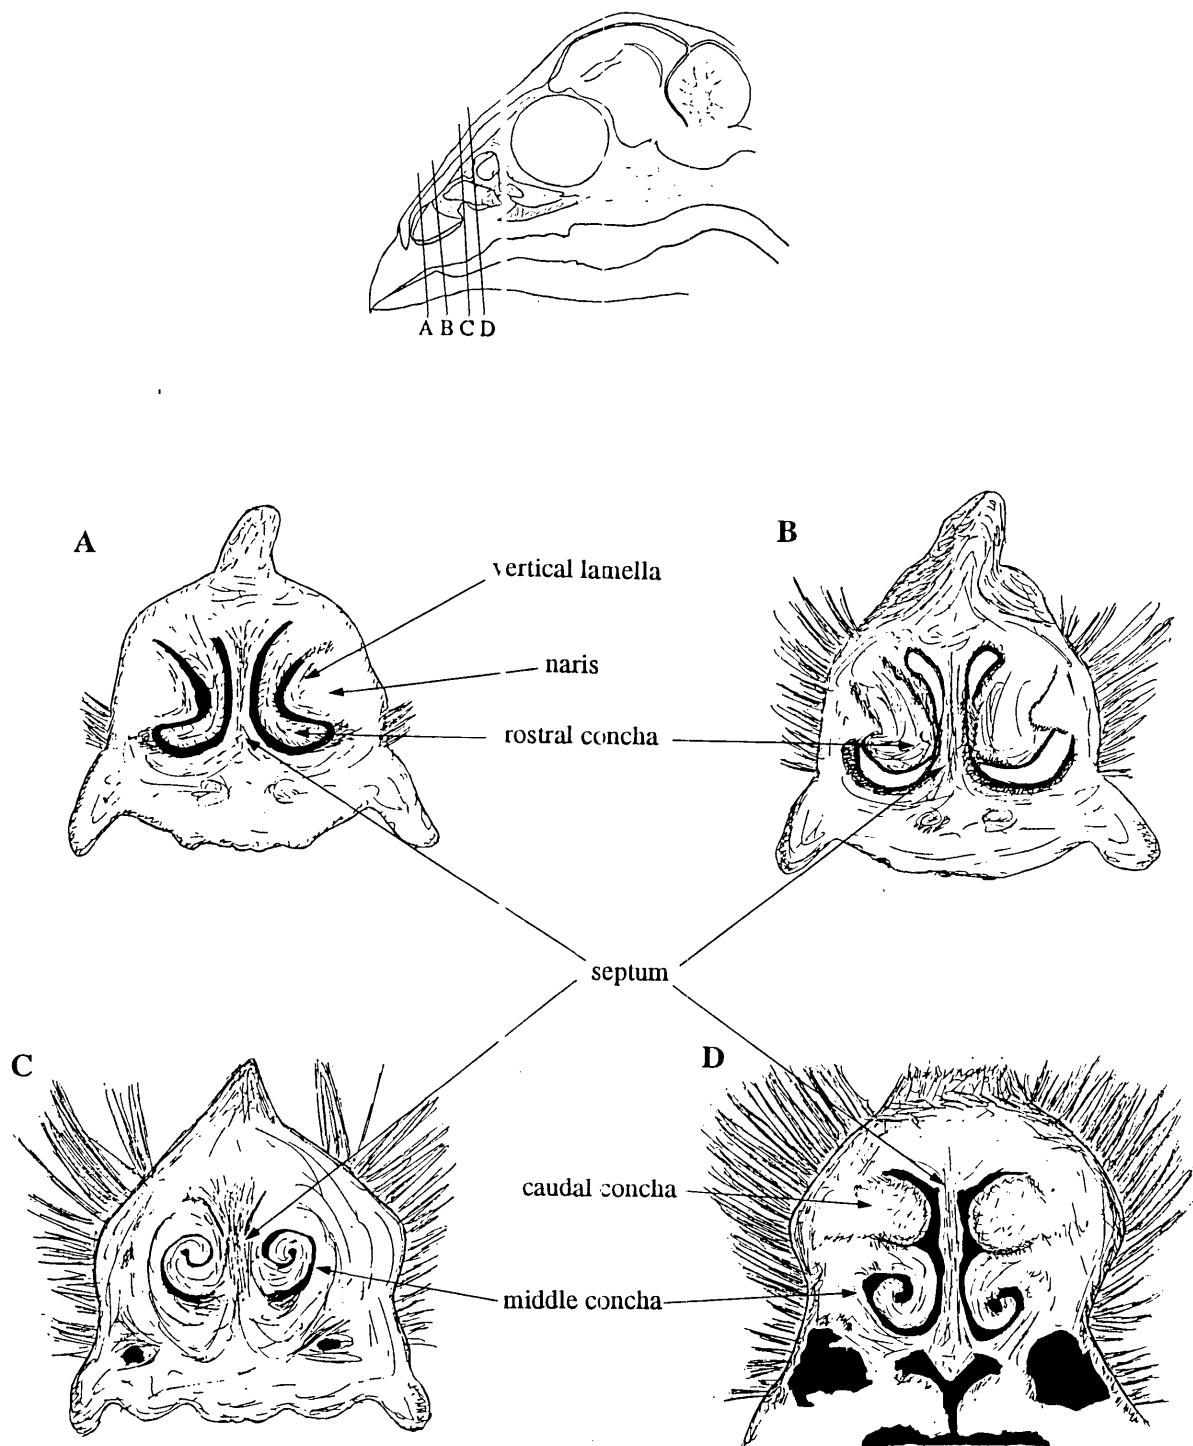 A B C D
A
B
vertical lamella
naris
rostral concha
septum
C
D
caudal concha
middle concha